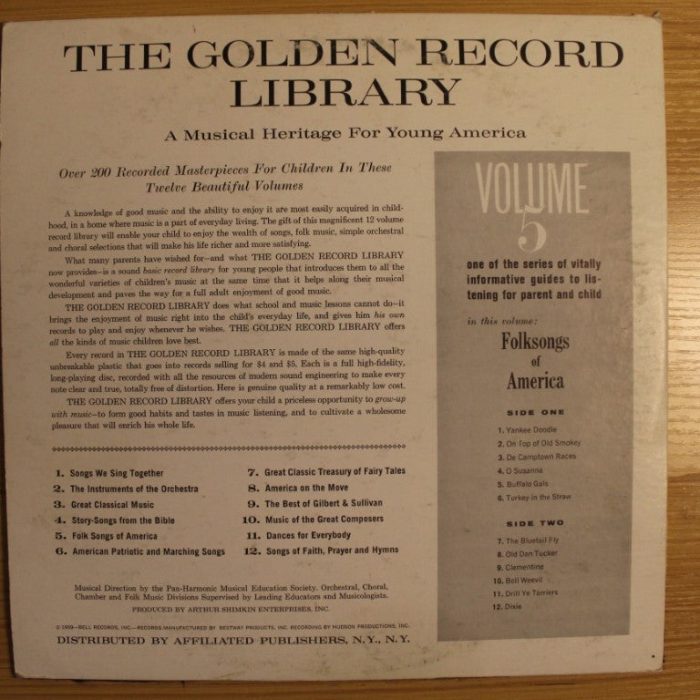 THE GOLDEN RECORD
LIBRARY
A Musical Heritage For Young America
Over 200 Recorded Masterpieces For Children In These
Twelve Beautiful Volumes
A knowledge of good music and the ability to enjoy it are most easily acquired in child-
hood, in a home where music is a part of everyday living. The gift of this magnificent 12 volume
record library will enable your child to enjoy the wealth of songs, folk music, simple orchestral
and choral selections that will make his life richer and more satisfying.
What many parents have wished for—and what THE GOLDEN RECORD LIBRARY
now provides—is a sound basic record library for young people that introduces them to all the
wonderful varieties of children's music at the same time that it helps along their musical
development and paves the way for a full adult enjoyment of good music.
THE GOLDEN RECORD LIBRARY does what school and music lessons cannot do—it
brings the enjoyment of music right into the child's everyday life, and gives him his own
records to play and enjoy whenever he wishes. THE GOLDEN RECORD LIBRARY offers
all the kinds of music children love best.
Every record in THE GOLDEN RECORD LIBRARY is made of the same high-quality
unbreakable plastic that goes into records selling for $4 and $5. Each is a full high-fidelity,
long-playing disc, recorded with all the resources of modern sound engineering to make every
note clear and true, totally free of distortion. Here is genuine quality at a remarkably low cost.
THE GOLDEN RECORD LIBRARY offers your child a priceless opportunity to grow-up
with music—to form good habits and tastes in music listening, and to cultivate a wholesome
pleasure that will enrich his whole life.
1. Songs We Sing Together
2. The Instruments of the Orchestra
3. Great Classical Music
4. Story-Songs from the Bible
5. Folk Songs of America
6. American Patriotic and Marching Songs
7. Great Classic Treasury of Fairy Tales
8. America on the Move
9. The Best of Gilbert & Sullivan
10. Music of the Great Composers
11. Dances for Everybody
12. Songs of Faith, Prayer and Hymns
Musical Direction by the Pan-Harmonic Musical Education Society. Orchestral, Choral,
Chamber and Folk Music Divisions Supervised by Leading Educators and Musicologists.
PRODUCED BY ARTHUR SHIMKIN ENTERPRISES, INC.
© 1959—BELL RECORDS, INC.—RECORDS MANUFACTURED BY BESTWAY PRODUCTS, INC. RECORDING BY HUDSON PRODUCTIONS, INC.
DISTRIBUTED BY AFFILIATED PUBLISHERS, N.Y., N.Y.
VOLUME
5
one of the series of vitally
informative guides to lis-
tening for parent and child
in this volume:
Folksongs
of
America
SIDE ONE
1. Yankee Doodle
2. On Top of Old Smokey
3. De Camptown Races
4. O Susanna
5. Buffalo Gals
6. Turkey in the Straw
SIDE TWO
7. The Bluetail Fly
8. Old Dan Tucker
9. Clementine
10. Boll Weevil
11. Drill Ye Tarriers
12. Dixie